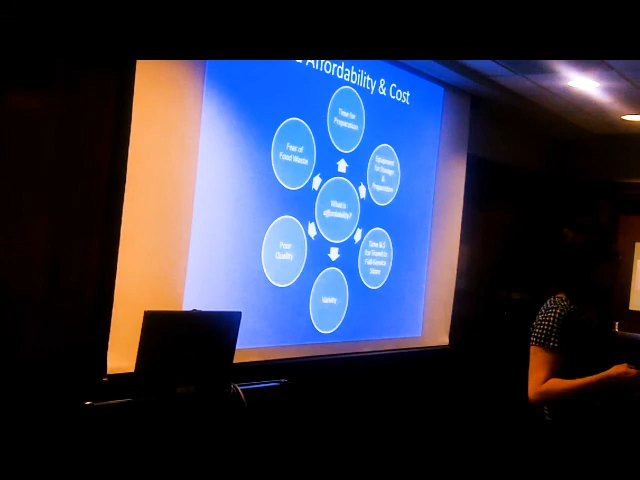 Affordability & Cost
Time for
Preparation
Fear of
Food Waste
Equipment
for Storage
&
Preparation
What is
affordability?
Poor
Quality
Time & $
for Travel to
Full-Service
Store
Variety